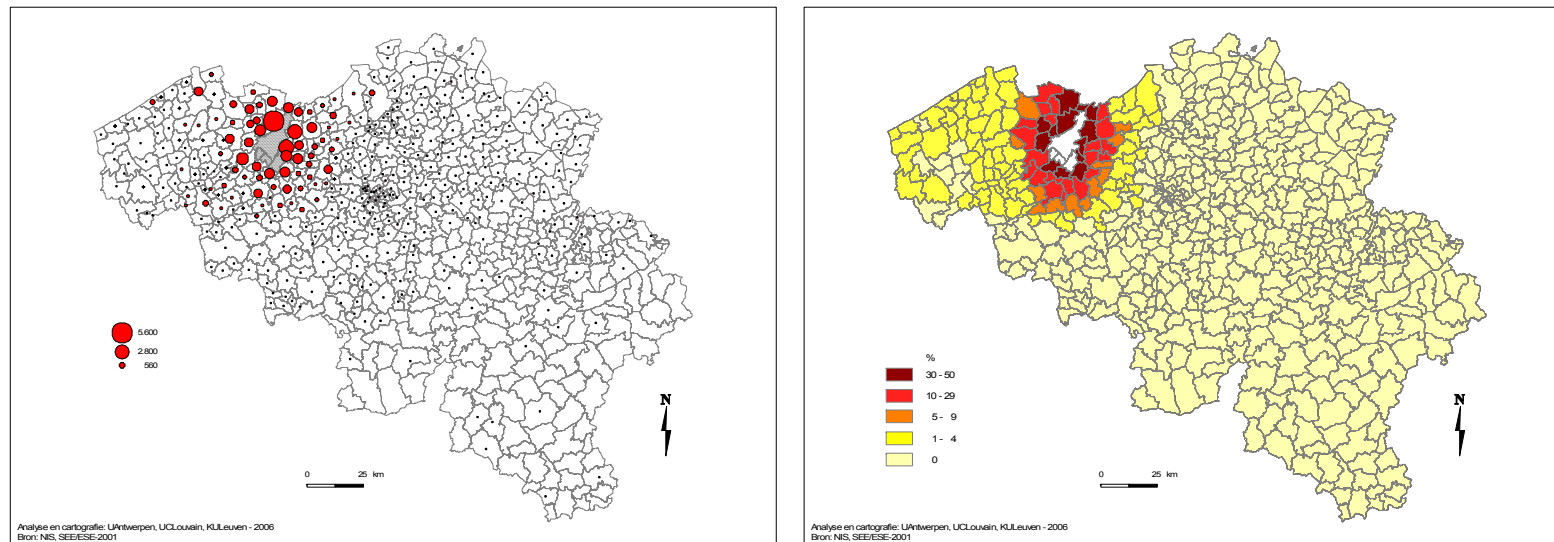 5.600
2.800
560
N
0 25 km
Analyse en cartografie: UAntwerpen, UCLouvain, KULeuven - 2006
Bron: NIS, SEE/ESE-2001
%
30 - 50
10 - 29
5 - 9
1 - 4
0
N
0 25 km
Analyse en cartografie: UAntwerpen, UCLouvain, KULeuven - 2006
Bron: NIS, SEE/ESE-2001